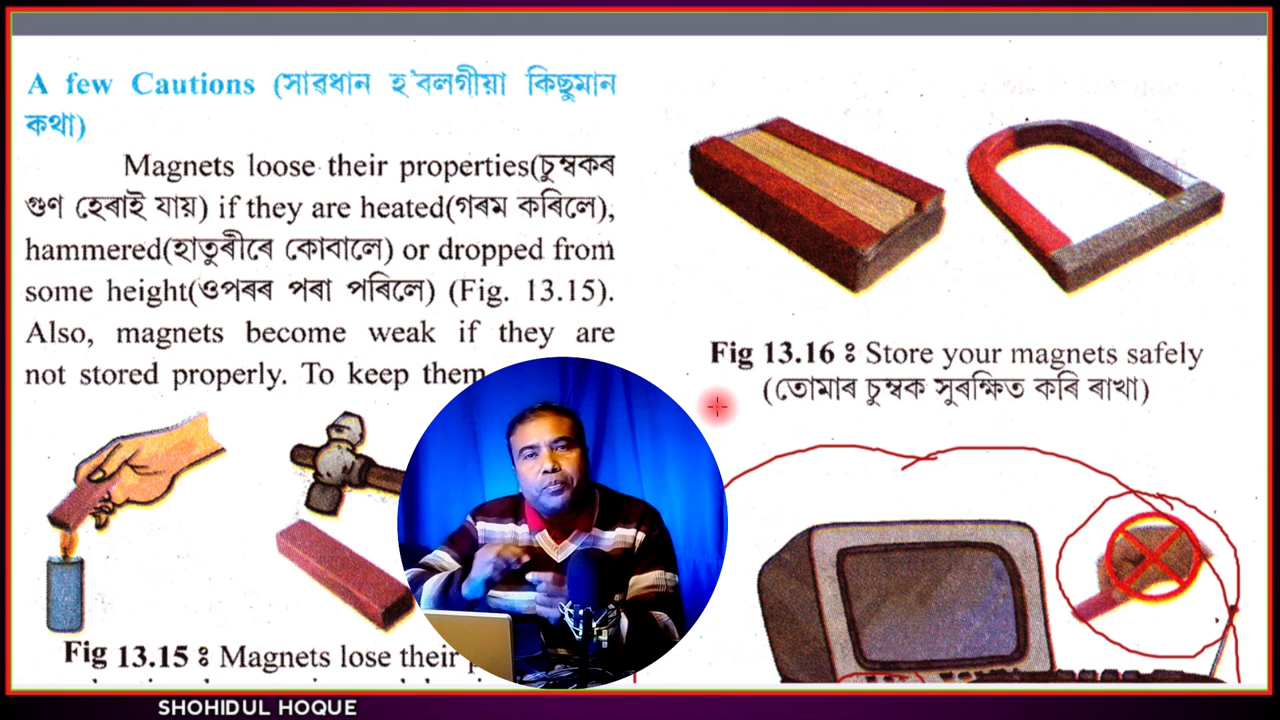 A few Cautions (সাৱধান হ'বলগীয়া কিছুমান
কথা)
Magnets loose their properties(চুম্বকৰ
গুণ হেৰাই যায়) if they are heated(গৰম কৰিলে),
hammered(হাতুৰীৰে কোবালে) or dropped from
some height(ওপৰৰ পৰা পৰিলে) (Fig. 13.15).
Also, magnets become weak if they are
not stored properly. To keep them
Fig 13.15 ঃ Magnets lose their
Fig 13.16 ঃ Store your magnets safely
(তোমাৰ চুম্বক সুৰক্ষিত কৰি ৰাখা)
SHOHIDUL HOQUE